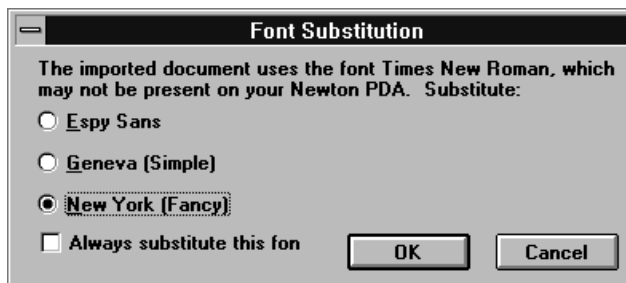 Font Substitution
The imported document uses the font Times New Roman, which
may not be present on your Newton PDA.  Substitute:
Espy Sans
Geneva (Simple)
New York (Fancy)
Always substitute this fon
OK
Cancel